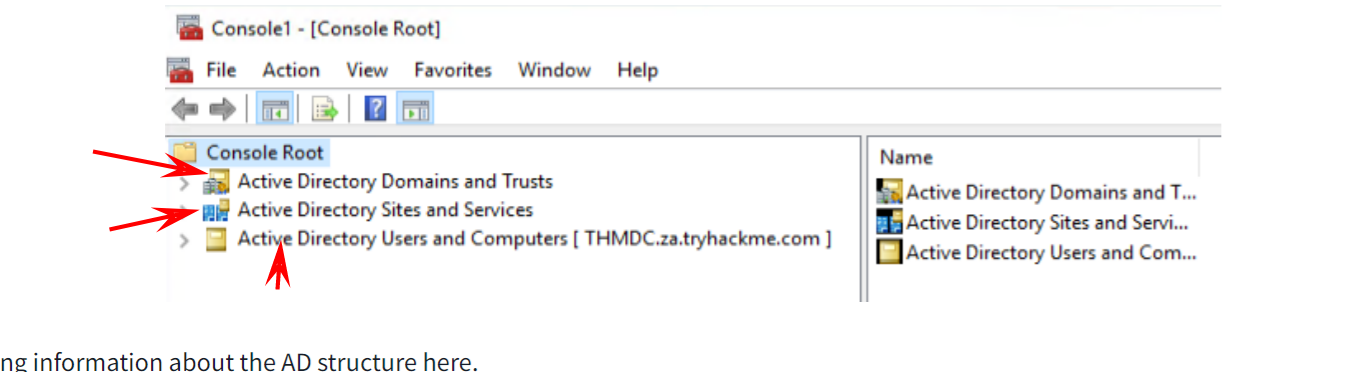 Console1 - [Console Root]
File Action View Favorites Window Help
Console Root
Active Directory Domains and Trusts
Active Directory Sites and Services
Active Directory Users and Computers [ THMDC.za.tryhackme.com ]
Name
Active Directory Domains and T...
Active Directory Sites and Servi...
Active Directory Users and Com...
ng information about the AD structure here.